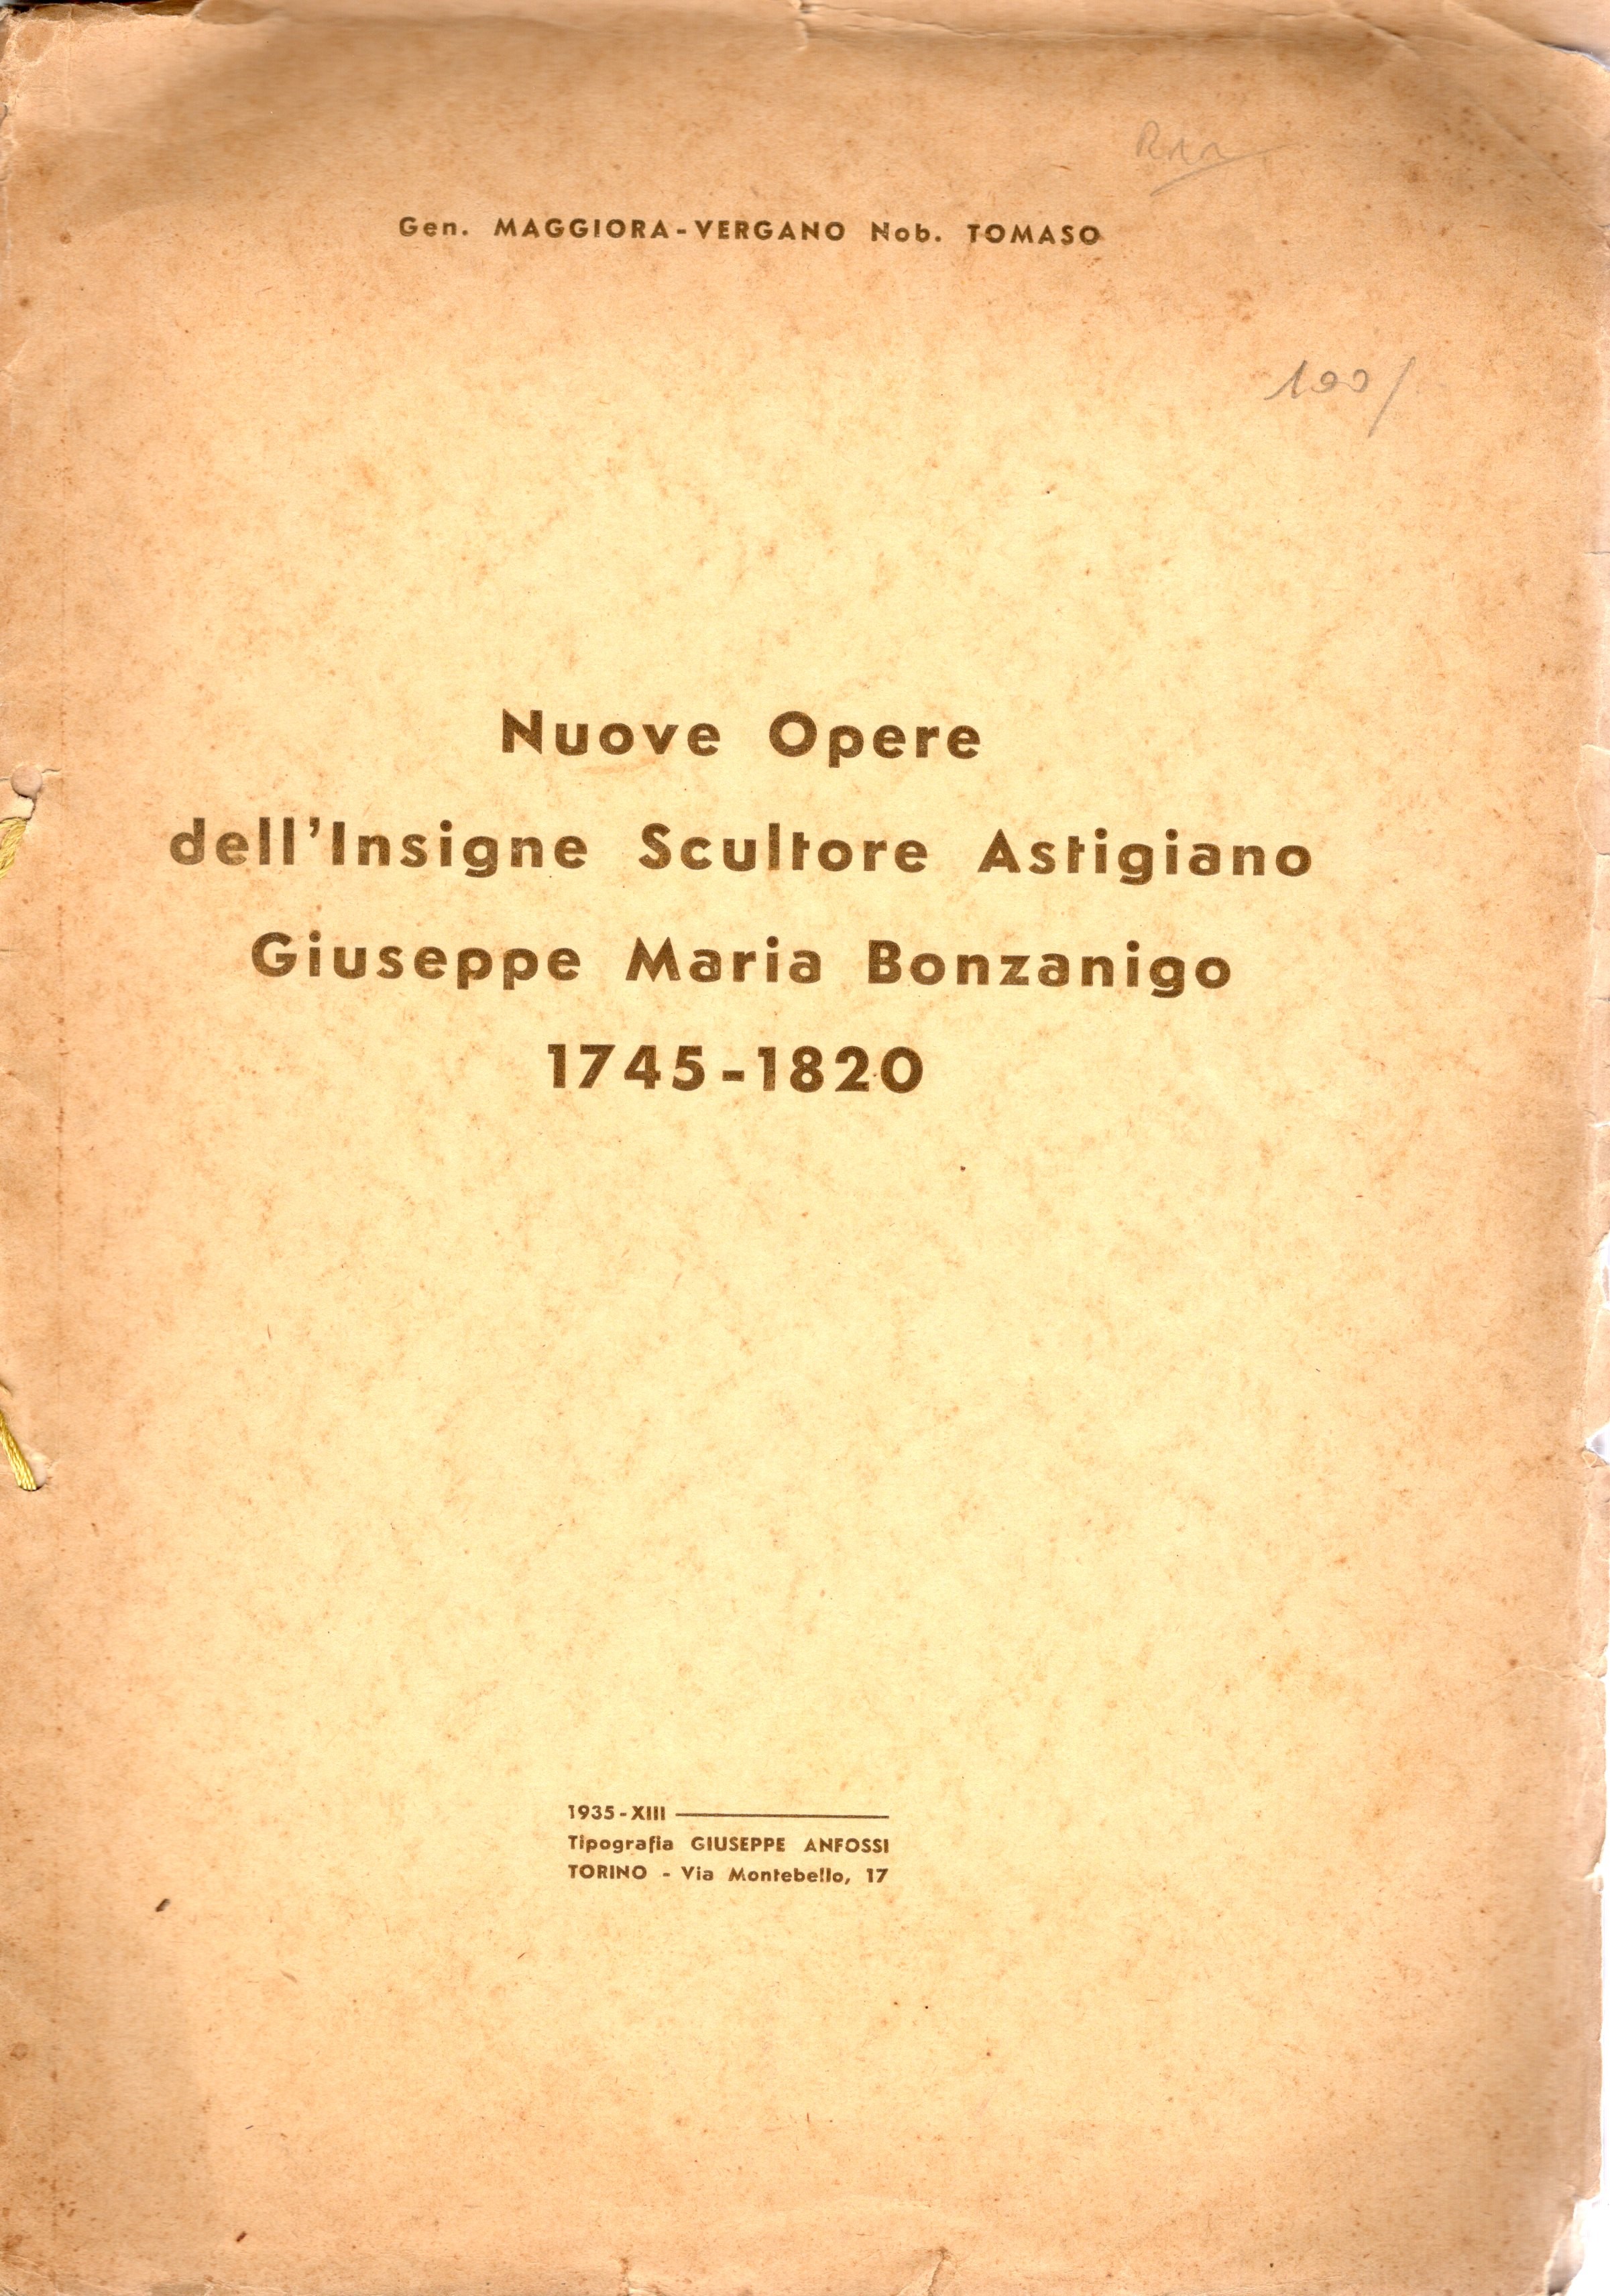 Gen. MAGGIORA-VERGANO Nob. TOMASO
100/
Nuove Opere
dell'Insigne Scultore Astigiano
Giuseppe Maria Bonzanigo
1745-1820
1935-XIII
Tipografia GIUSEPPE ANFOSSI
TORINO - Via Montebello, 17